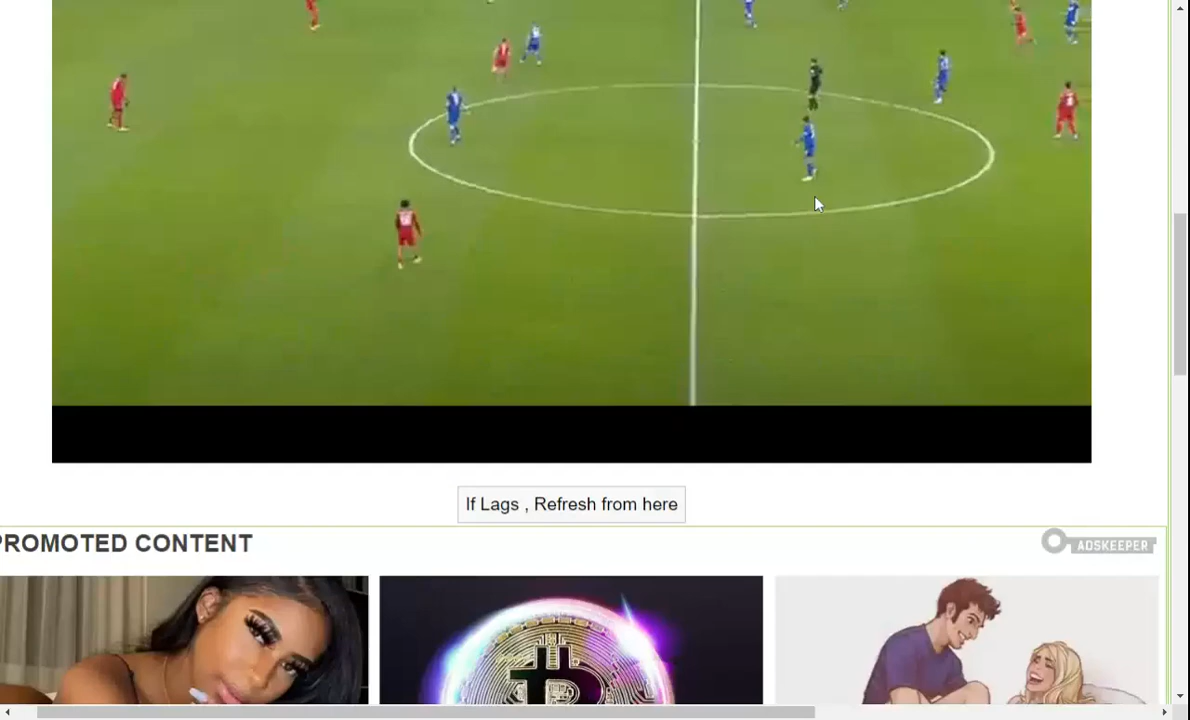 If Lags , Refresh from here
PROMOTED CONTENT
ADSKEEPER